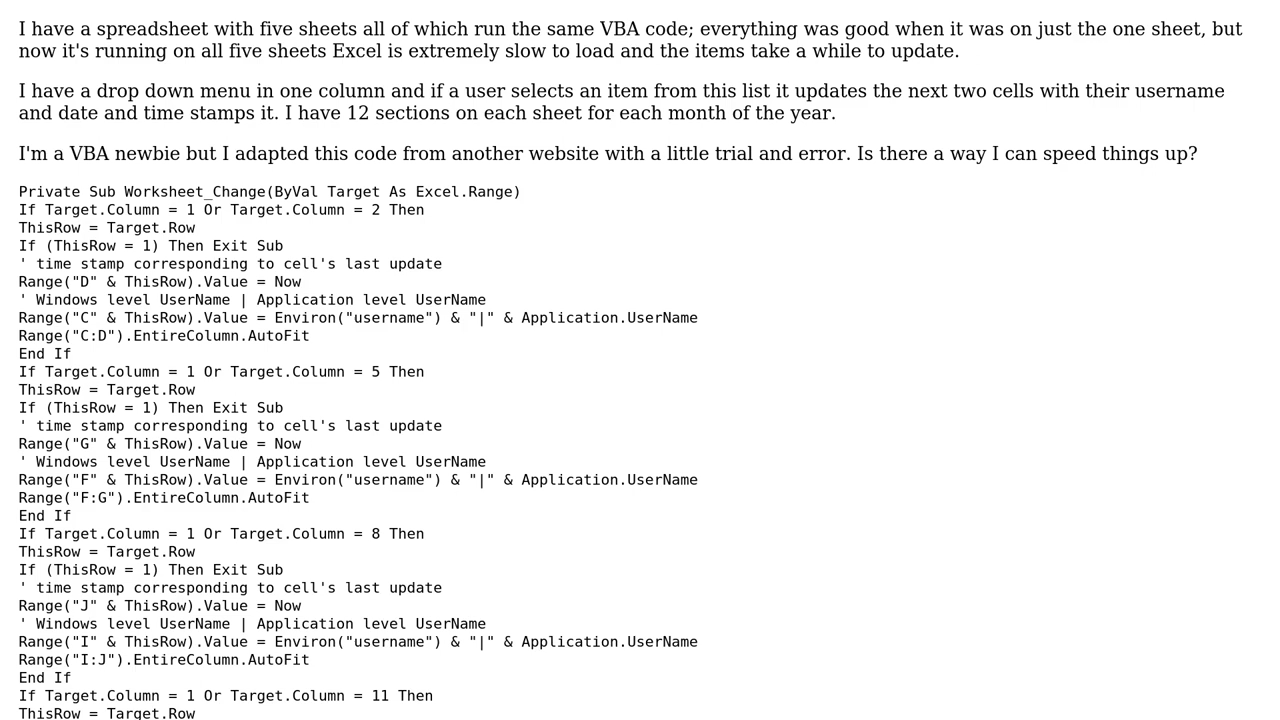 I have a spreadsheet with five sheets all of which run the same VBA code; everything was good when it was on just the one sheet, but
now it's running on all five sheets Excel is extremely slow to load and the items take a while to update.
I have a drop down menu in one column and if a user selects an item from this list it updates the next two cells with their username
and date and time stamps it. I have 12 sections on each sheet for each month of the year.
I'm a VBA newbie but I adapted this code from another website with a little trial and error. Is there a way I can speed things up?
Private Sub Worksheet_Change(ByVal Target As Excel.Range)
If Target.Column = 1 Or Target.Column = 2 Then
ThisRow = Target.Row
If (ThisRow = 1) Then Exit Sub
' time stamp corresponding to cell's last update
Range("D" & ThisRow).Value = Now
' Windows level UserName | Application level UserName
Range("C" & ThisRow).Value = Environ("username") & "|" & Application.UserName
Range("C:D").EntireColumn.AutoFit
End If
If Target.Column = 1 Or Target.Column = 5 Then
ThisRow = Target.Row
If (ThisRow = 1) Then Exit Sub
' time stamp corresponding to cell's last update
Range("G" & ThisRow).Value = Now
' Windows level UserName | Application level UserName
Range("F" & ThisRow).Value = Environ("username") & "|" & Application.UserName
Range("F:G").EntireColumn.AutoFit
End If
If Target.Column = 1 Or Target.Column = 8 Then
ThisRow = Target.Row
If (ThisRow = 1) Then Exit Sub
' time stamp corresponding to cell's last update
Range("J" & ThisRow).Value = Now
' Windows level UserName | Application level UserName
Range("I" & ThisRow).Value = Environ("username") & "|" & Application.UserName
Range("I:J").EntireColumn.AutoFit
End If
If Target.Column = 1 Or Target.Column = 11 Then
ThisRow = Target.Row